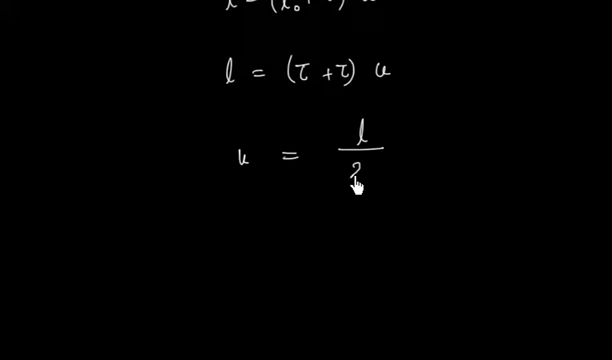 l = (τ + τ) u
u = l / 2